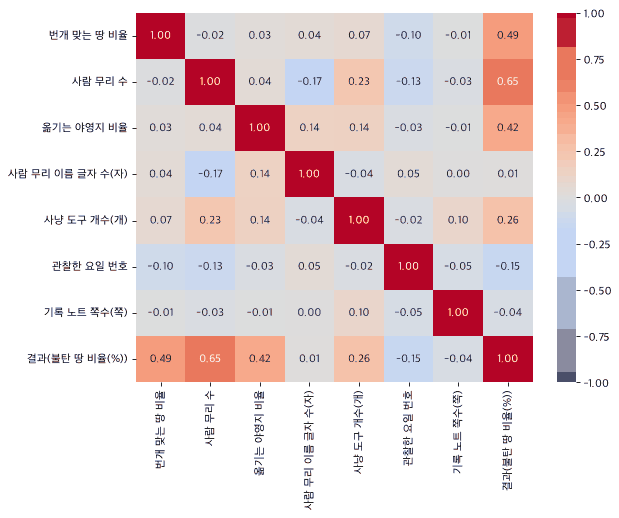 번개 맞는 땅 비율 1.00 -0.02 0.03 0.04 0.07 -0.10 -0.01 0.49
사람 무리 수 -0.02 1.00 0.04 -0.17 0.23 -0.13 -0.03 0.65
옮기는 야영지 비율 0.03 0.04 1.00 0.14 0.14 -0.03 -0.01 0.42
사람 무리 이름 글자 수(자) 0.04 -0.17 0.14 1.00 -0.04 0.05 0.00 0.01
사냥 도구 개수(개) 0.07 0.23 0.14 -0.04 1.00 -0.02 0.10 0.26
관찰한 요일 번호 -0.10 -0.13 -0.03 0.05 -0.02 1.00 -0.05 -0.15
기록 노트 쪽수(쪽) -0.01 -0.03 -0.01 0.00 0.10 -0.05 1.00 -0.04
결과(불탄 땅 비율(%)) 0.49 0.65 0.42 0.01 0.26 -0.15 -0.04 1.00
번개 맞는 땅 비율
사람 무리 수
옮기는 야영지 비율
사람 무리 이름 글자 수(자)
사냥 도구 개수(개)
관찰한 요일 번호
기록 노트 쪽수(쪽)
결과(불탄 땅 비율(%))
1.00
0.75
0.50
0.25
0.00
-0.25
-0.50
-0.75
-1.00